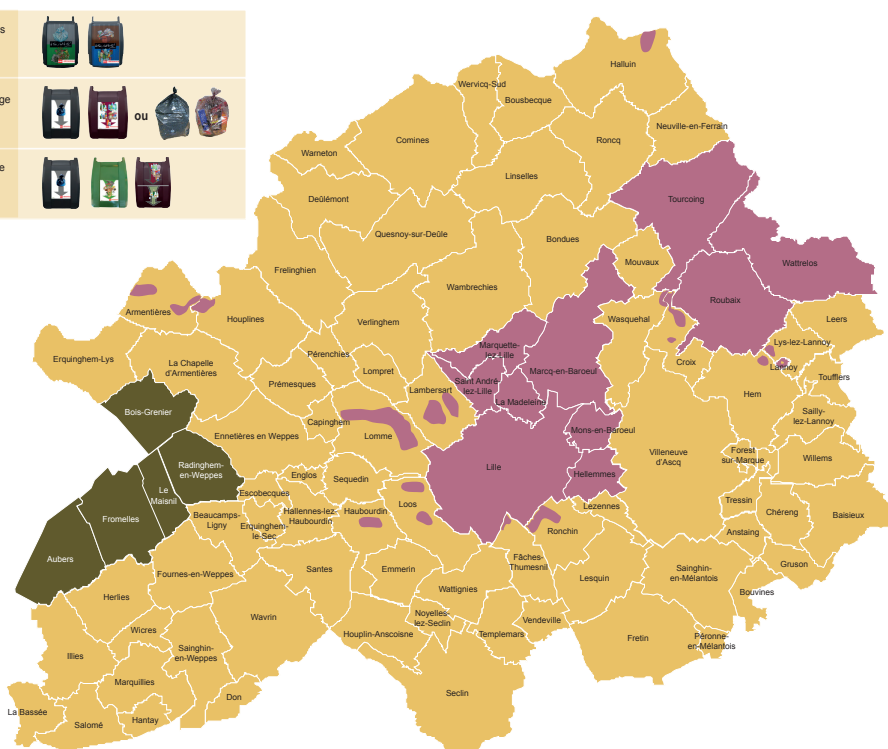 s
ge
ou
e
Halluin
Wervicq-Sud
Bousbecque
Neuville-en-Ferrain
Roncq
Comines
Warneton
Linselles
Deûlémont
Tourcoing
Quesnoy-sur-Deûle
Bondues
Wattrelos
Mouvaux
Frelinghien
Wambrechies
Roubaix
Armentières
Houplines
Verlinghem
Wasquehal
Leers
Marquette-
lez-Lille
Lys-lez-Lannoy
Erquinghem-Lys
La Chapelle
d'Armentières
Pérenchies
Lompret
Marcq-en-Baroeul
Croix
Lannoy
Toufflers
Prémesques
Lambersart
Saint André
-lez-Lille
La Madeleine
Hem
Bois-Grenier
Capinghem
Lomme
Sailly-
lez-Lannoy
Ennetières en Weppes
Mons-en-Baroeul
Villeneuve
d'Ascq
Forest
sur-Marque
Willems
Radinghem-
en-Weppes
Lille
Hellemmes
Englos
Sequedin
Le
Maisnil
Escobecques
Loos
Lezennes
Tressin
Chéreng
Baisieux
Fromelles
Beaucamps-
Ligny
Erquinghem-
le-Sec
Hallennes-lez-
Haubourdin
Haubourdin
Ronchin
Anstaing
Aubers
Fournes-en-Weppes
Santes
Emmerin
Fâches-
Thumesnil
Lesquin
Sainghin-
en-Mélantois
Gruson
Bouvines
Herlies
Wattignies
Wavrin
Noyelles-
lez-Seclin
Vendeville
Wicres
Houplin-Anscoisne
Templemars
Fretin
Péronne-
en-Mélantois
Illies
Sainghin-
en-Weppes
Marquillies
Seclin
Don
La Bassée
Salomé
Hantay